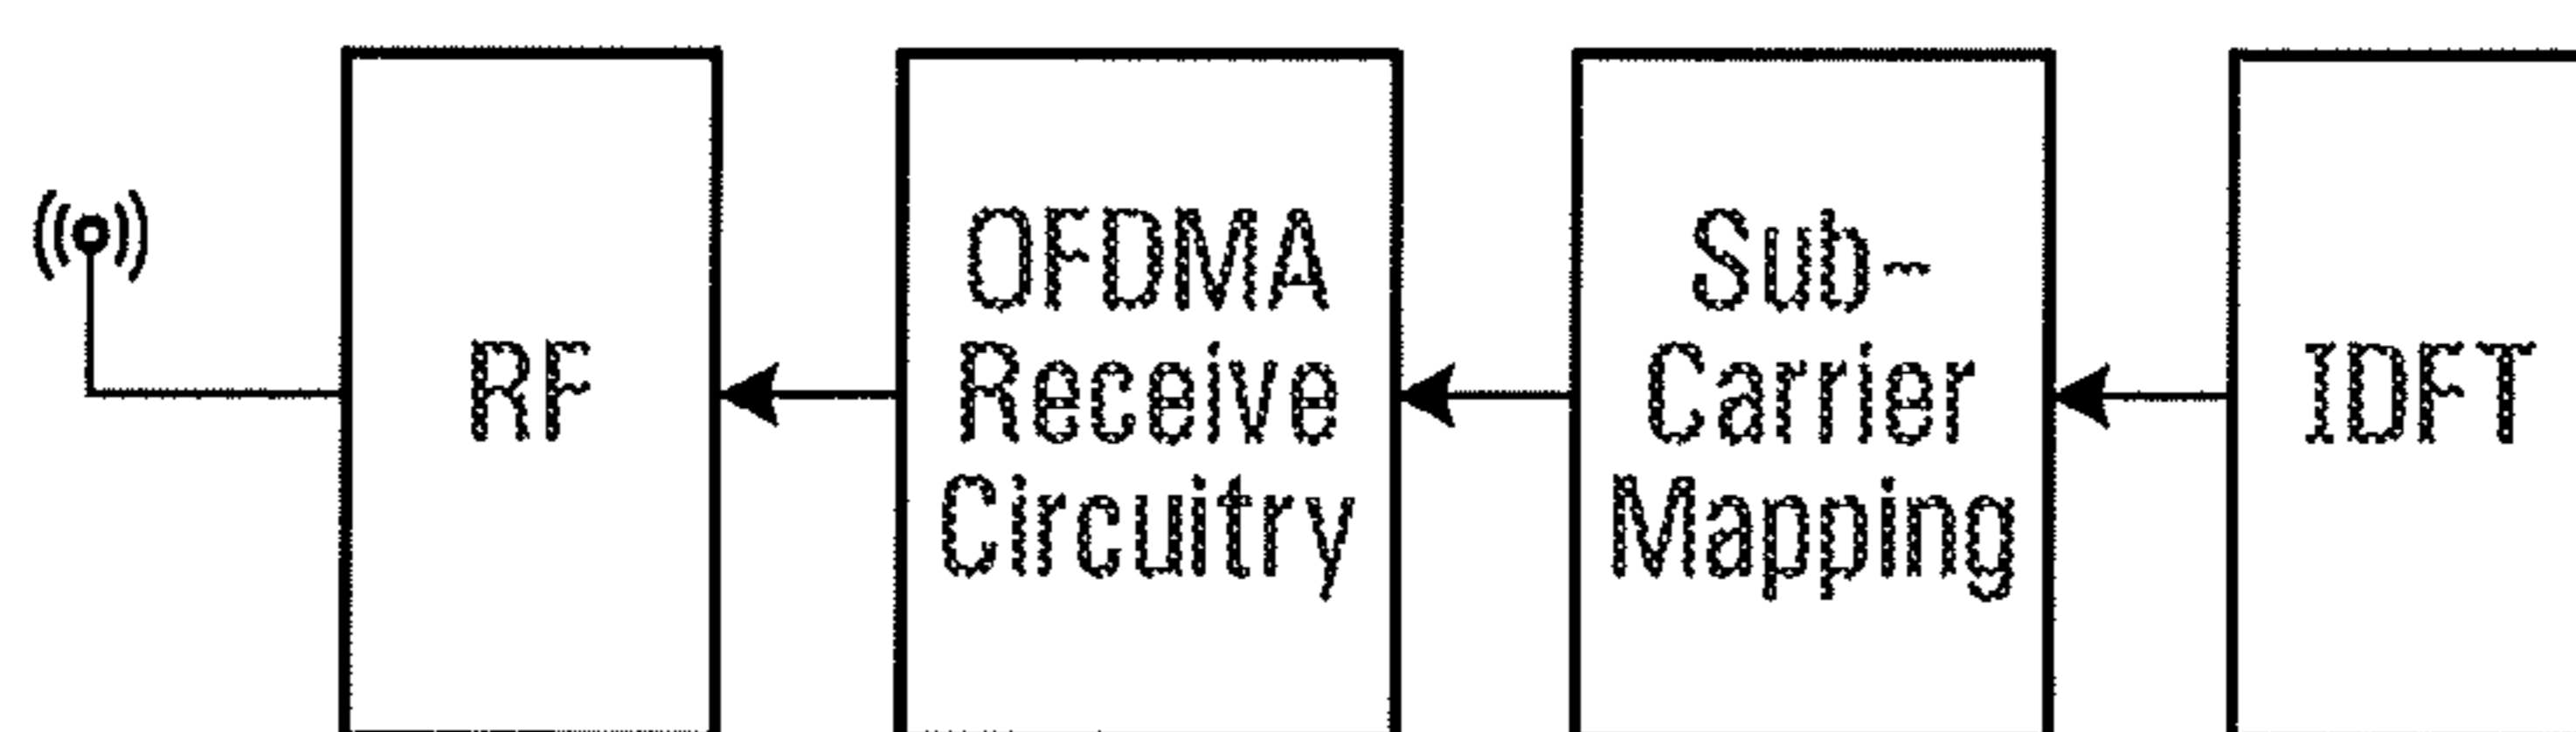 RF
OFDMA
Receive
Circuitry
Sub-
Carrier
Mapping
IDFT